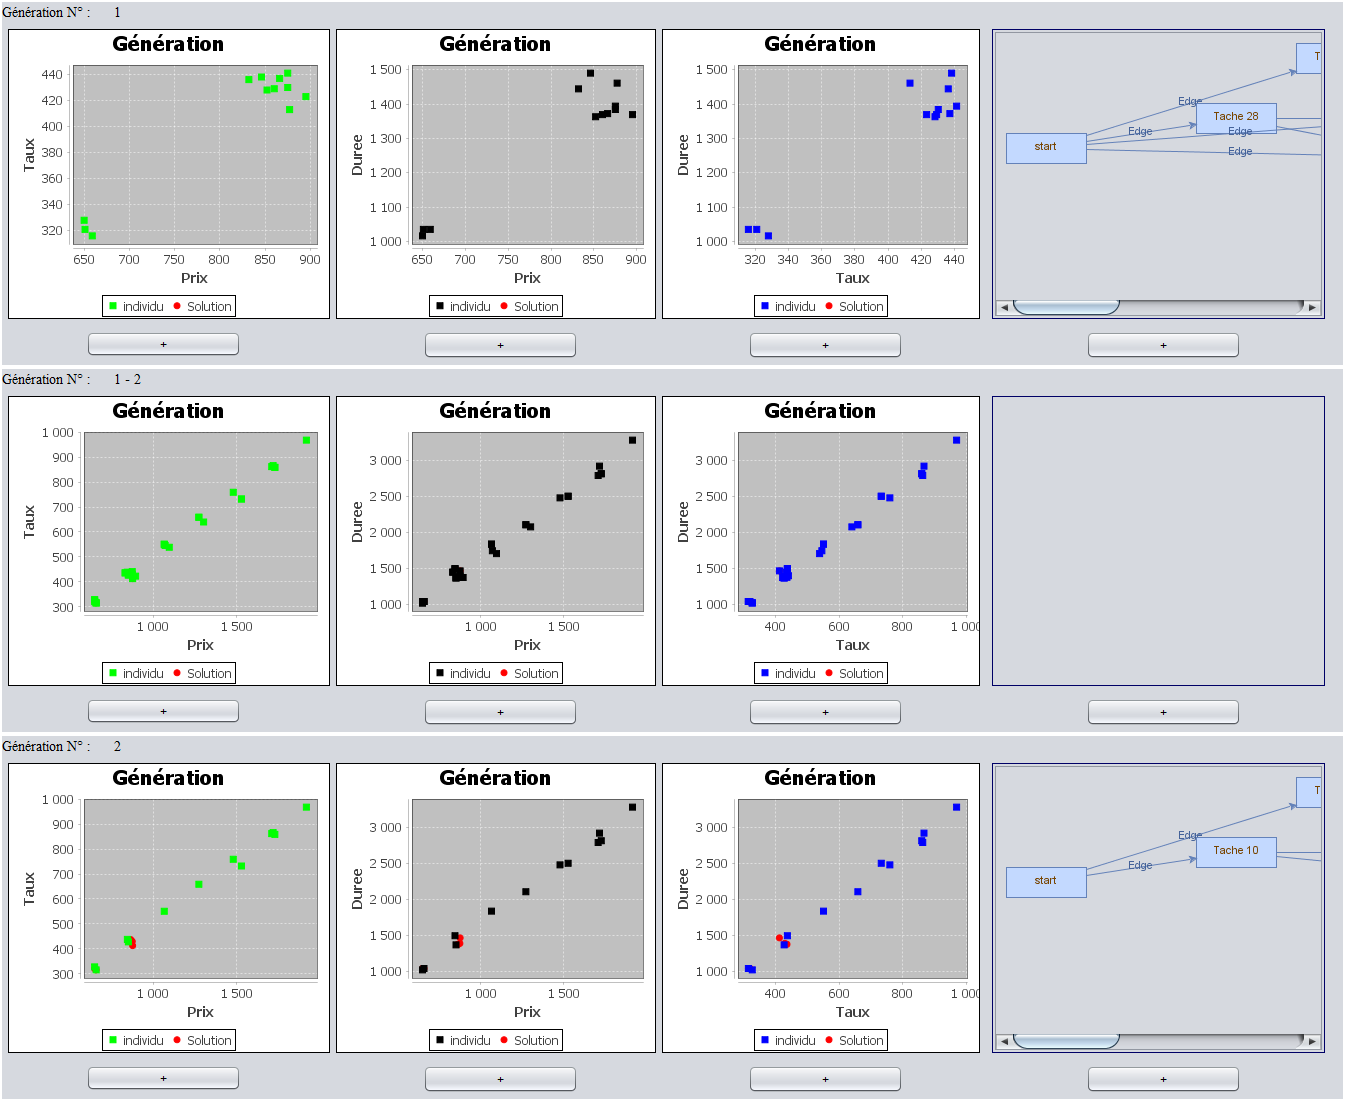 Génération N° : 1
Génération
Taux
440
420
400
380
360
340
320
650 700 750 800 850 900
Prix
individu Solution
+
Génération
Duree
1 500
1 400
1 300
1 200
1 100
1 000
650 700 750 800 850 900
Prix
individu Solution
+
Génération
Duree
1 500
1 400
1 300
1 200
1 100
1 000
320 340 360 380 400 420 440
Taux
individu Solution
+
T
Edge
Tache 28
Edge Edge
start
Edge
+
Génération N° : 1 - 2
Génération
Taux
1 000
900
800
700
600
500
400
300
1 000 1 500
Prix
individu Solution
+
Génération
Duree
3 000
2 500
2 000
1 500
1 000
1 000 1 500
Prix
individu Solution
+
Génération
Duree
3 000
2 500
2 000
1 500
1 000
400 600 800 1 000
Taux
individu Solution
+
+
Génération N° : 2
Génération
Taux
1 000
900
800
700
600
500
400
300
1 000 1 500
Prix
individu Solution
+
Génération
Duree
3 000
2 500
2 000
1 500
1 000
1 000 1 500
Prix
individu Solution
+
Génération
Duree
3 000
2 500
2 000
1 500
1 000
400 600 800 1 000
Taux
individu Solution
+
T
Edge
Tache 10
Edge
start
+